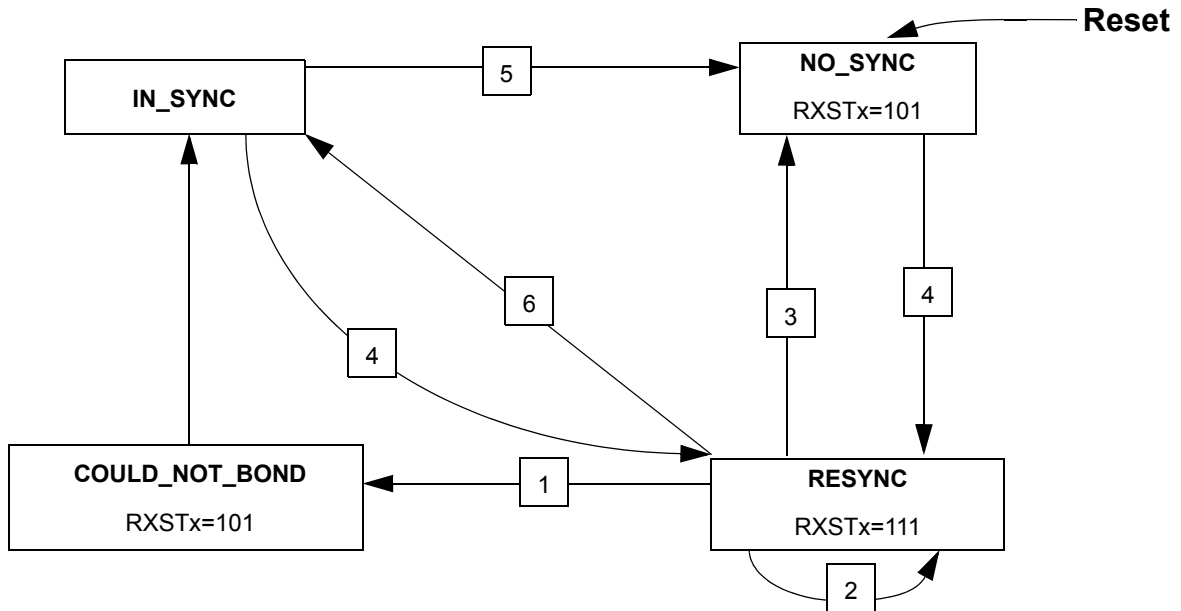 Reset
NO_SYNC
RXSTx=101
5
IN_SYNC
6
3
4
4
COULD_NOT_BOND
RXSTx=101
1
RESYNC
RXSTx=111
2